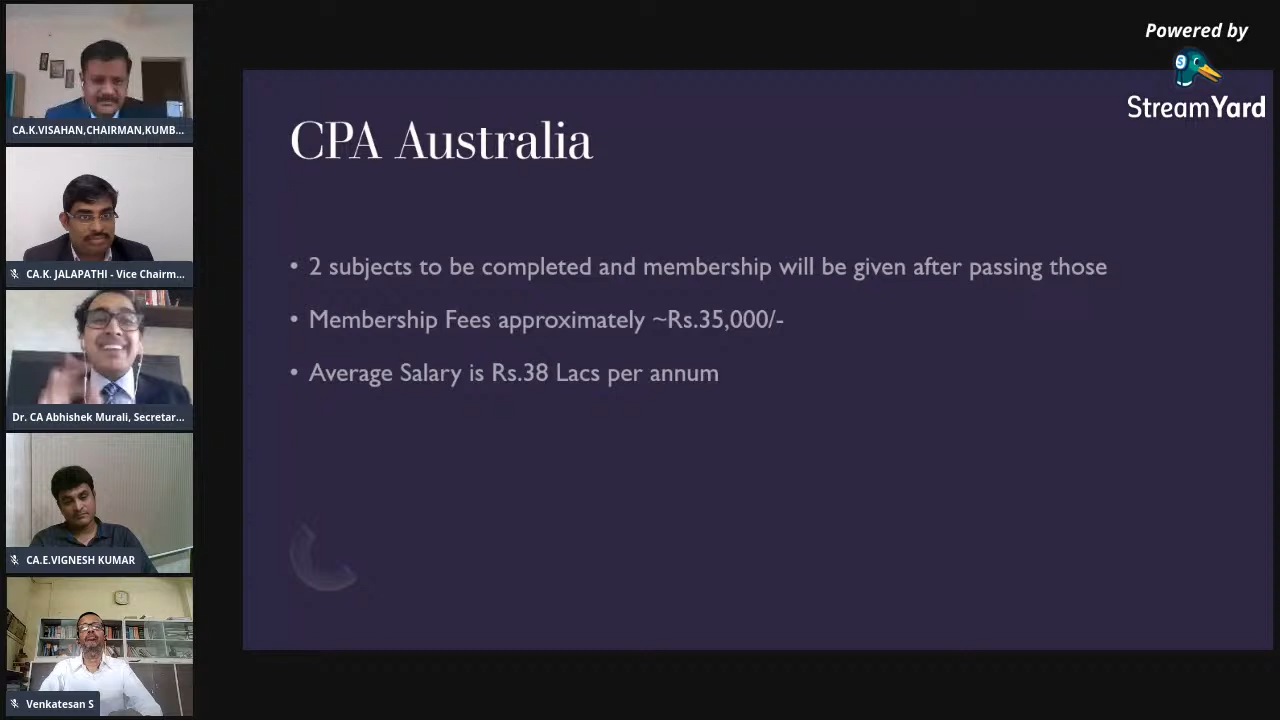 Powered by
StreamYard
CPA Australia
• 2 subjects to be completed and membership will be given after passing those
• Membership Fees approximately ~Rs.35,000/-
• Average Salary is Rs.38 Lacs per annum
CA.K.VISAHAN,CHAIRMAN,KUMB...
CA.K. JALAPATHI - Vice Chairm...
Dr. CA Abhishek Murali, Secretar...
CA.E.VIGNESH KUMAR
Venkatesan S